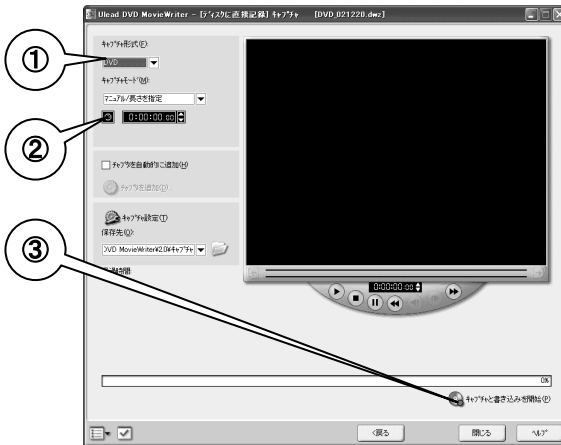 Ulead DVD MovieWriter - [ディスクに直接記録] キャプチャ [DVD_021220.dwz]
キャプチャ形式(F):
DVD
キャプチャモード(M):
マニュアル/長さを指定
0:00:00.00
チャプタを自動的に追加(H)
チャプタを追加(D)...
キャプチャ設定(T)
保存先(O):
DVD MovieWriter¥2.0¥キャプチャ
時間
0:00:00.00
0%
キャプチャと書き込みを開始(P)
<戻る
閉じる
ヘルプ
①
②
③